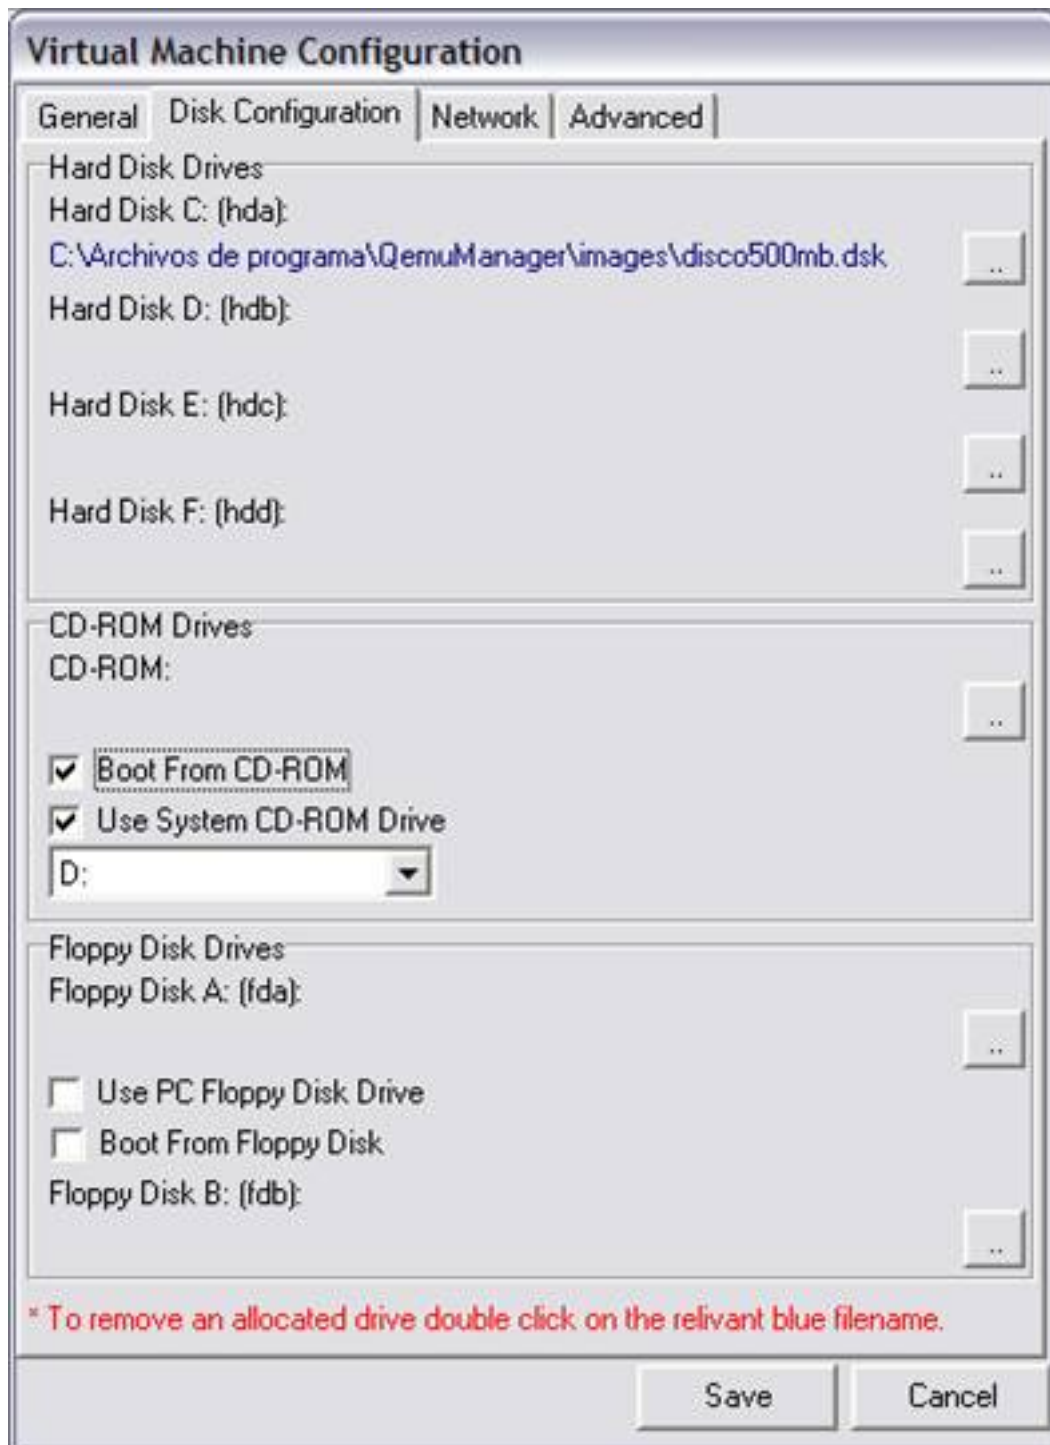 Virtual Machine Configuration
General Disk Configuration Network Advanced
Hard Disk Drives
Hard Disk C: (hda):
C:\Archivos de programa\QemuManager\images\disco500mb.dsk
..
Hard Disk D: (hdb):
..
Hard Disk E: (hdc):
..
Hard Disk F: (hdd):
..
CD-ROM Drives
CD-ROM:
..
Boot From CD-ROM
Use System CD-ROM Drive
D:
Floppy Disk Drives
Floppy Disk A: (fda):
..
Use PC Floppy Disk Drive
Boot From Floppy Disk
Floppy Disk B: (fdb):
..
* To remove an allocated drive double click on the relivant blue filename.
Save Cancel